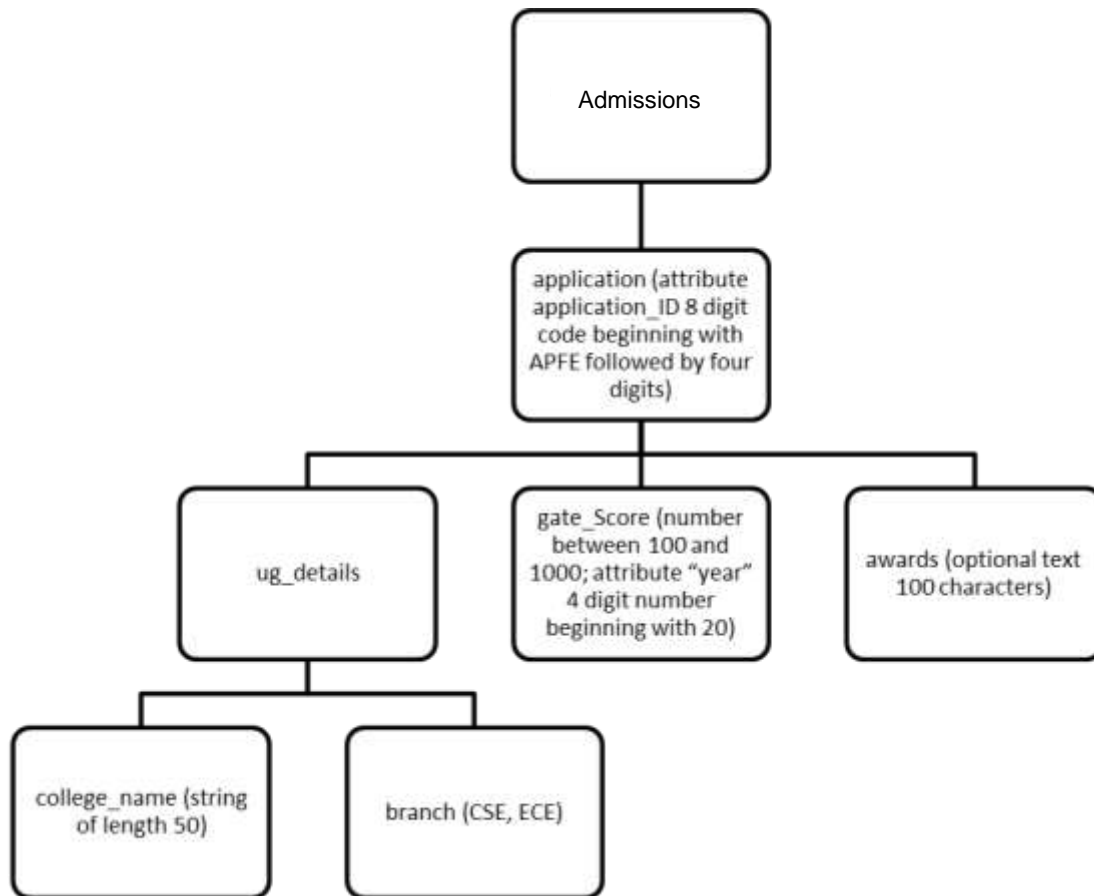 Admissions
application (attribute
application_ID 8 digit
code beginning with
APFE followed by four
digits)
ug_details
gate_Score (number
between 100 and
1000; attribute “year”
4 digit number
beginning with 20)
awards (optional text
100 characters)
college_name (string
of length 50)
branch (CSE, ECE)